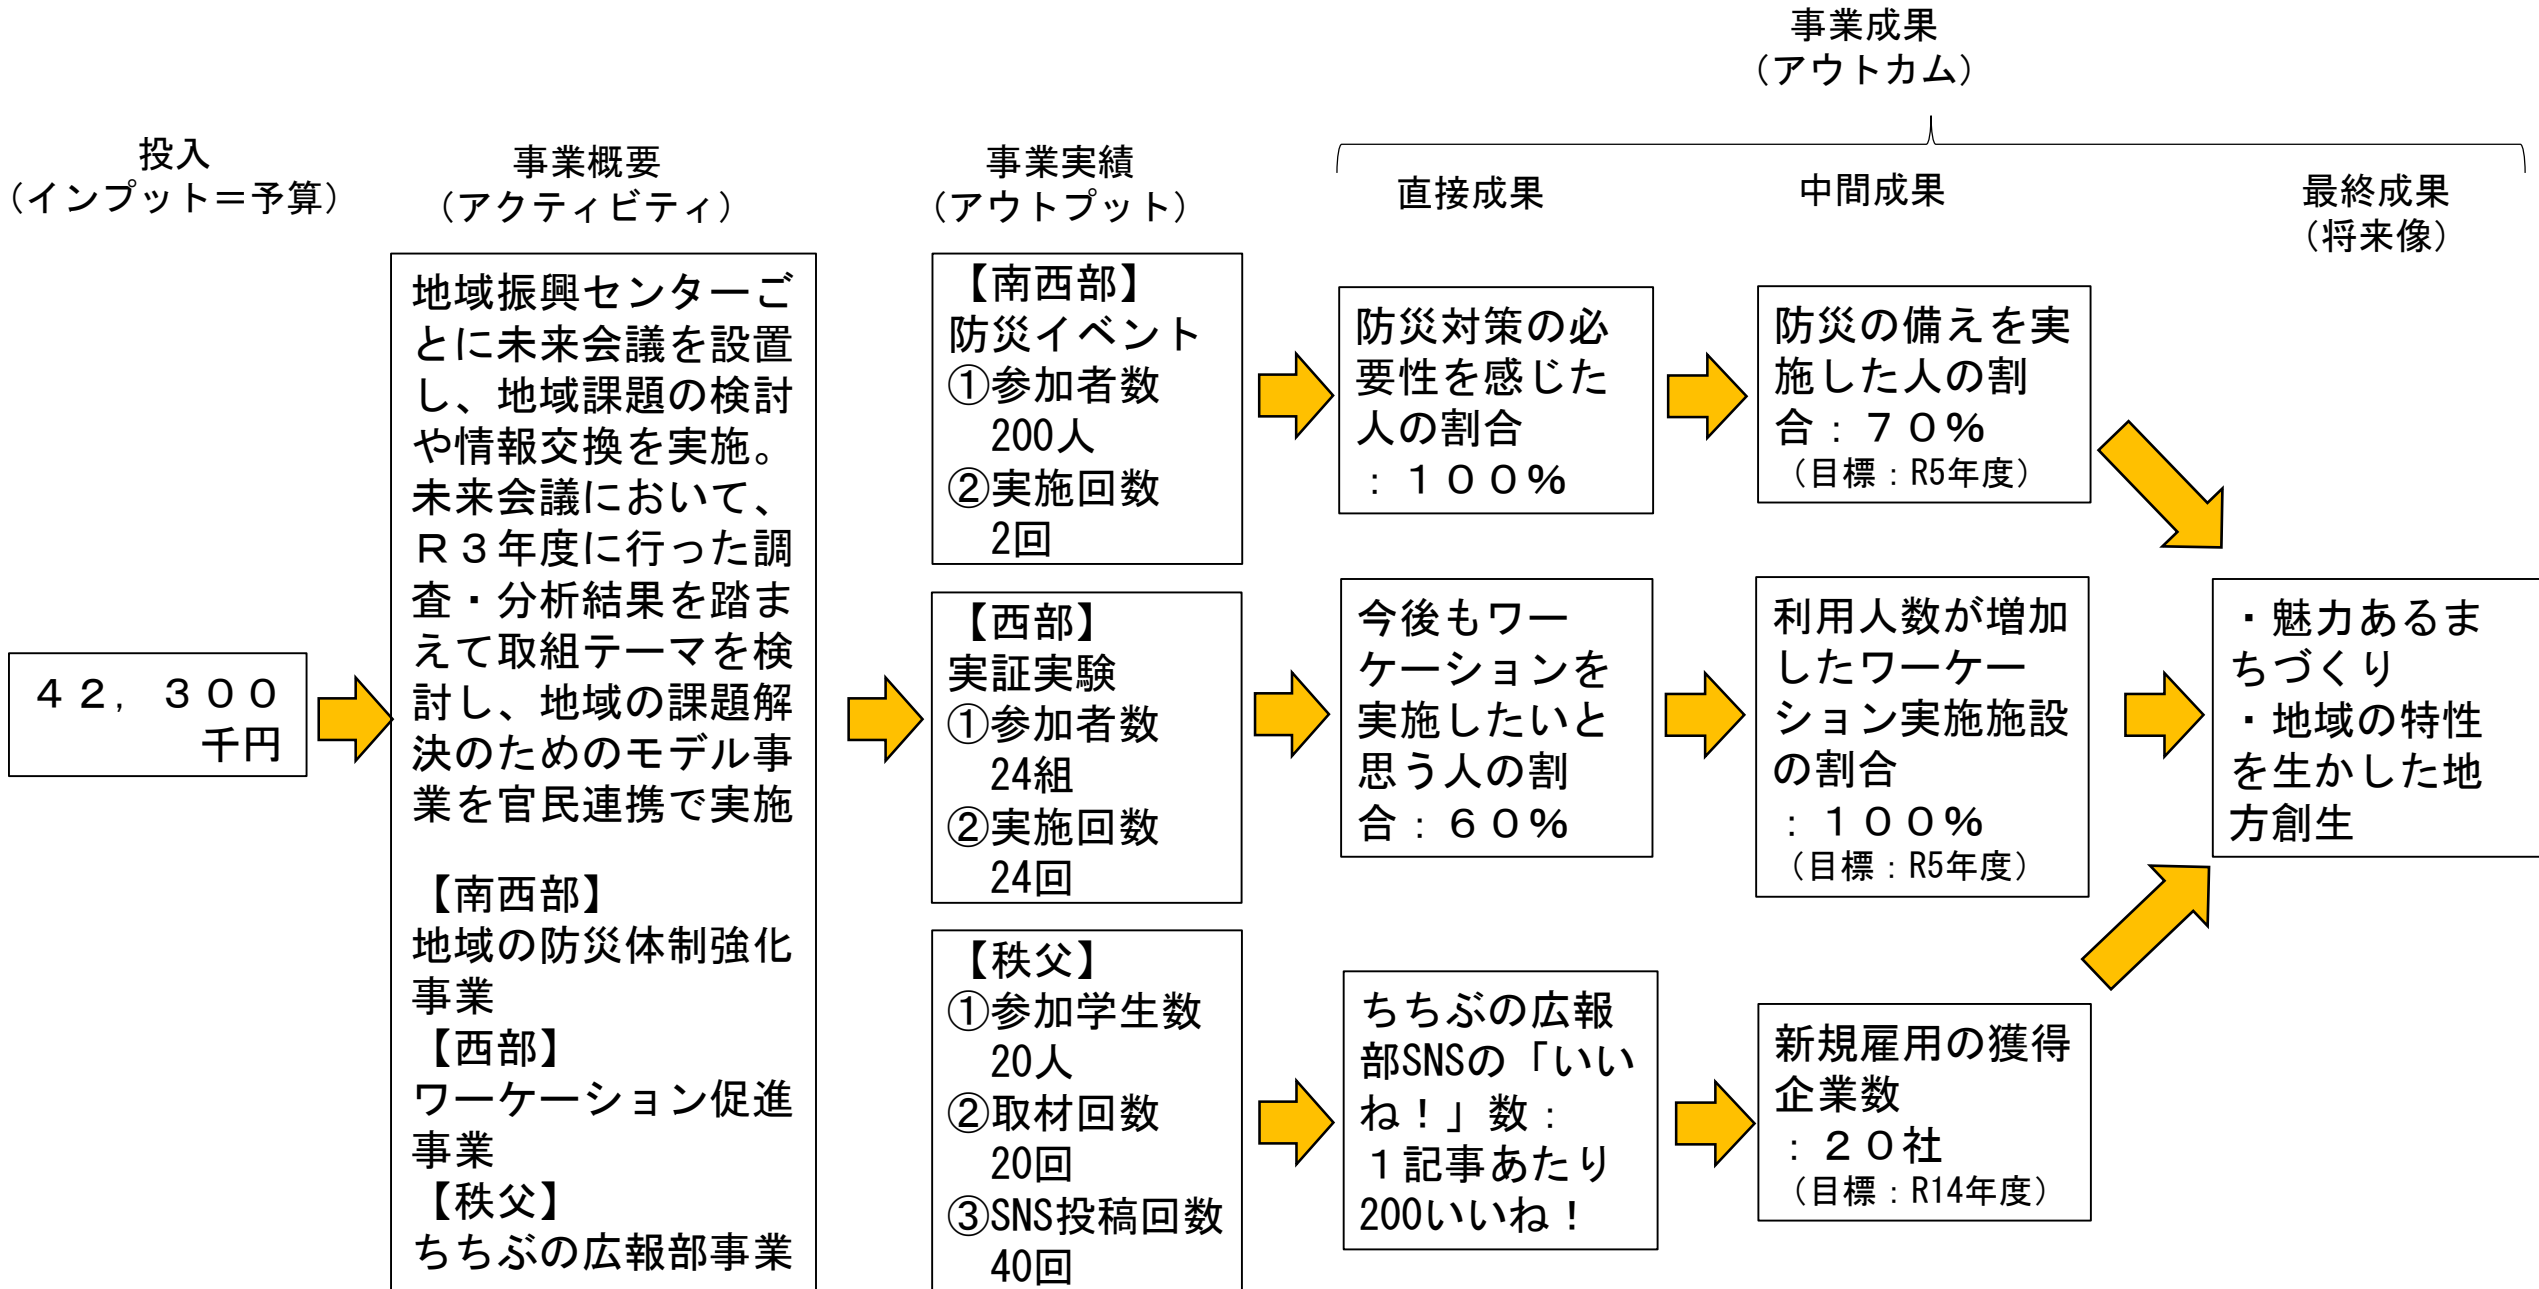 事業成果
（アウトカム）
投入
（インプット＝予算）
事業概要
（アクティビティ）
事業実績
（アウトプット）
直接成果
中間成果
最終成果
（将来像）
４２，３００
千円
地域振興センターご
とに未来会議を設置
し、地域課題の検討
や情報交換を実施。
未来会議において、
Ｒ３年度に行った調
査・分析結果を踏ま
えて取組テーマを検
討し、地域の課題解
決のためのモデル事
業を官民連携で実施
【南西部】
地域の防災体制強化
事業
【西部】
ワーケーション促進
事業
【秩父】
ちちぶの広報部事業
【南西部】
防災イベント
①参加者数
200人
②実施回数
2回
防災対策の必
要性を感じた
人の割合
：１００％
防災の備えを実
施した人の割
合：７０％
（目標：R5年度）
【西部】
実証実験
①参加者数
24組
②実施回数
24回
今後もワー
ケーションを
実施したいと
思う人の割
合：６０％
利用人数が増加
したワーケー
ション実施施設
の割合
：１００％
（目標：R5年度）
・魅力あるま
ちづくり
・地域の特性
を生かした地
方創生
【秩父】
①参加学生数
20人
②取材回数
20回
③SNS投稿回数
40回
ちちぶの広報
部SNSの「いい
ね！」数：
１記事あたり
200いいね！
新規雇用の獲得
企業数
：２０社
（目標：R14年度）